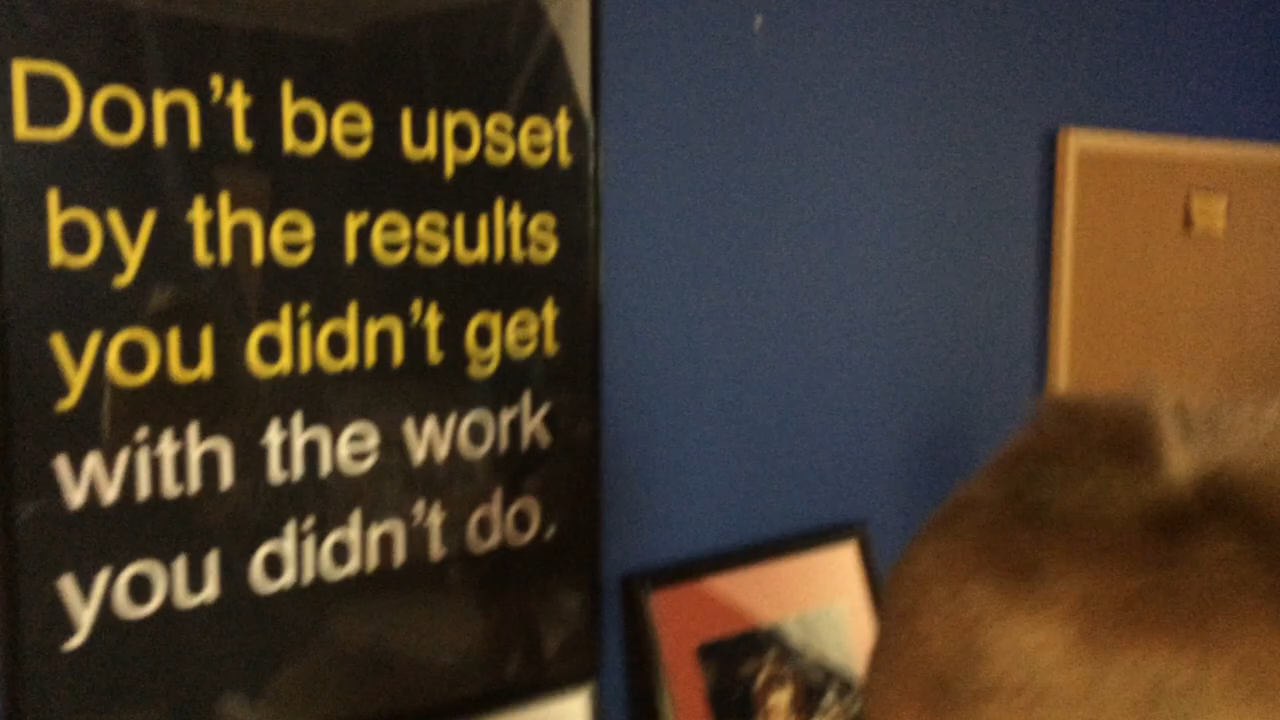 Don't be upset
by the results
you didn't get
with the work
you didn't do.